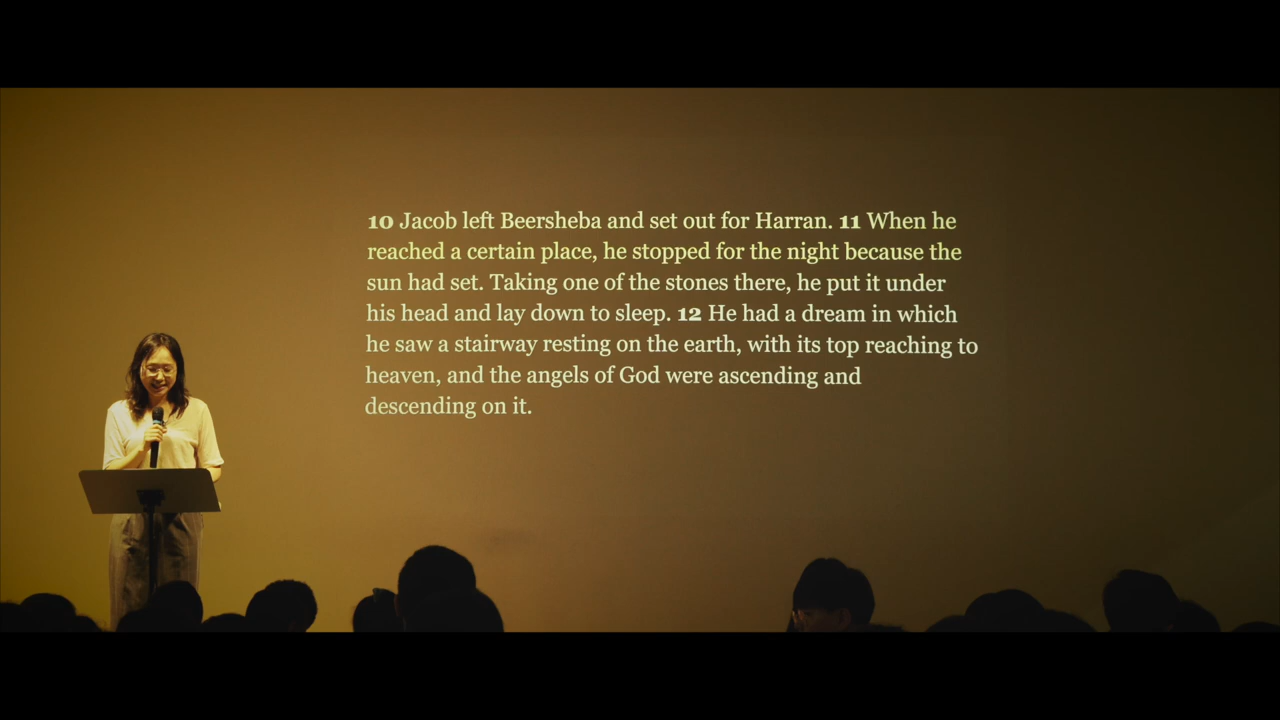 10 Jacob left Beersheba and set out for Harran. 11 When he
reached a certain place, he stopped for the night because the
sun had set. Taking one of the stones there, he put it under
his head and lay down to sleep. 12 He had a dream in which
he saw a stairway resting on the earth, with its top reaching to
heaven, and the angels of God were ascending and
descending on it.